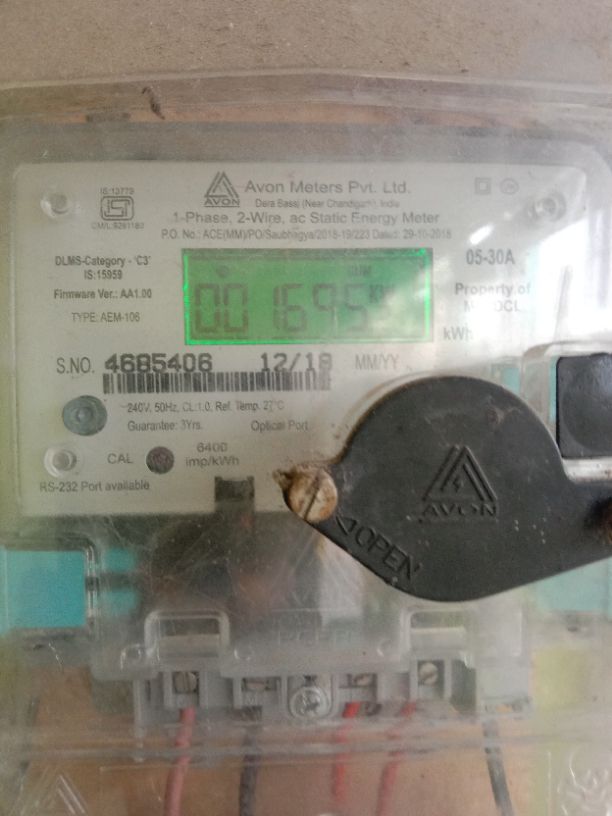 IS:13779
ISI
CM/L:9261180
AVON
Avon Meters Pvt. Ltd.
Dera Bassi (Near Chandigarh), India
1-Phase, 2-Wire, ac Static Energy Meter
P.O. No.: ACE(MM)/PO/Saubhagya/2018-19/223 Dated: 29-10-2018
DLMS-Category - 'C3'
IS:15959
Firmware Ver.: AA1.00
TYPE: AEM-106
CUM
001695
05-30A
Property of
kWh
S.NO. 4685406 12/18 MM/YY
240V, 50Hz, CL:1.0, Ref. Temp. 27°C
Guarantee: 3Yrs. Optical Port
CAL
6400
imp/kWh
RS-232 Port available
AVON
OPEN